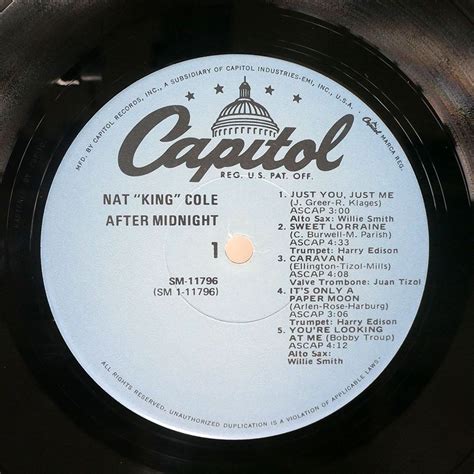 MFD. BY CAPITOL RECORDS, INC., A SUBSIDIARY OF CAPITOL INDUSTRIES-EMI, INC., U.S.A. • Capitol MARCA REG.
Capitol
REG. U.S. PAT. OFF.
NAT "KING" COLE
AFTER MIDNIGHT
1
SM-11796
(SM 1-11796)
1. JUST YOU, JUST ME
(J. Greer-R. Klages)
ASCAP 3:00
Alto Sax: Willie Smith
2. SWEET LORRAINE
(C. Burwell-M. Parish)
ASCAP 4:33
Trumpet: Harry Edison
3. CARAVAN
(Ellington-Tizol-Mills)
ASCAP 4:08
Valve Trombone: Juan Tizol
4. IT'S ONLY A
PAPER MOON
(Arlen-Rose-Harburg)
ASCAP 3:06
Trumpet: Harry Edison
5. YOU'RE LOOKING
AT ME (Bobby Troup)
ASCAP 4:12
Alto Sax:
Willie Smith
ALL RIGHTS RESERVED. UNAUTHORIZED DUPLICATION IS A VIOLATION OF APPLICABLE LAWS.